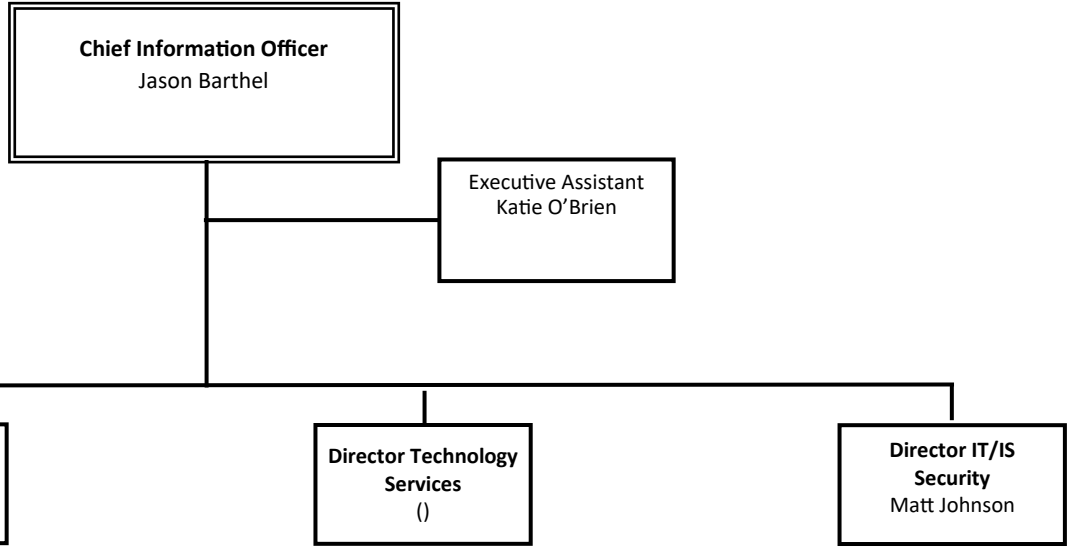 Chief Information Officer
Jason Barthel
Executive Assistant
Katie O’Brien
Director Technology
Services
()
Director IT/IS
Security
Matt Johnson